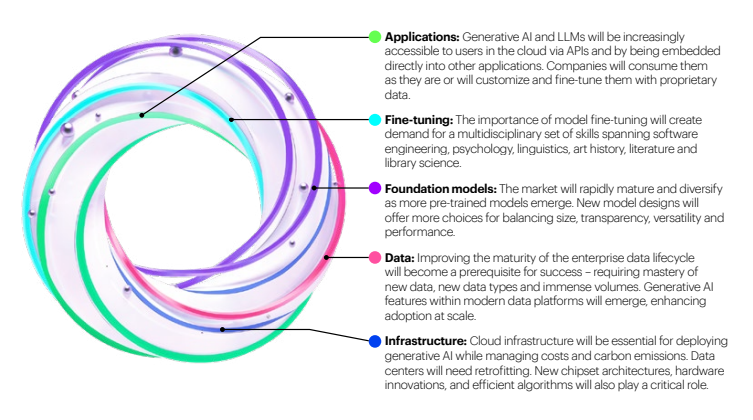 Applications: Generative AI and LLMs will be increasingly
accessible to users in the cloud via APIs and by being embedded
directly into other applications. Companies will consume them
as they are or will customize and fine-tune them with proprietary
data.
Fine-tuning: The importance of model fine-tuning will create
demand for a multidisciplinary set of skills spanning software
engineering, psychology, linguistics, art history, literature and
library science.
Foundation models: The market will rapidly mature and diversify
as more pre-trained models emerge. New model designs will
offer more choices for balancing size, transparency, versatility and
performance.
Data: Improving the maturity of the enterprise data lifecycle
will become a prerequisite for success – requiring mastery of
new data, new data types and immense volumes. Generative AI
features within modern data platforms will emerge, enhancing
adoption at scale.
Infrastructure: Cloud infrastructure will be essential for deploying
generative AI while managing costs and carbon emissions. Data
centers will need retrofitting. New chipset architectures, hardware
innovations, and efficient algorithms will also play a critical role.